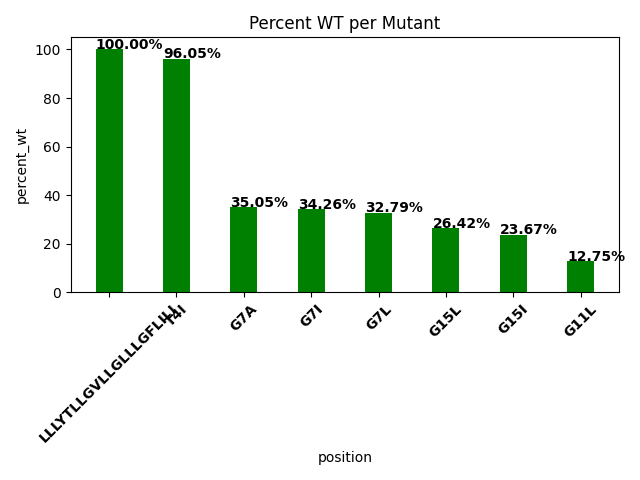 Percent WT per Mutant
100.00%
96.05%
35.05%
34.26%
32.79%
26.42%
23.67%
12.75%
100
80
60
40
20
0
percent_wt
T4I
G7A
G7I
G7L
G15L
G15I
G11L
position